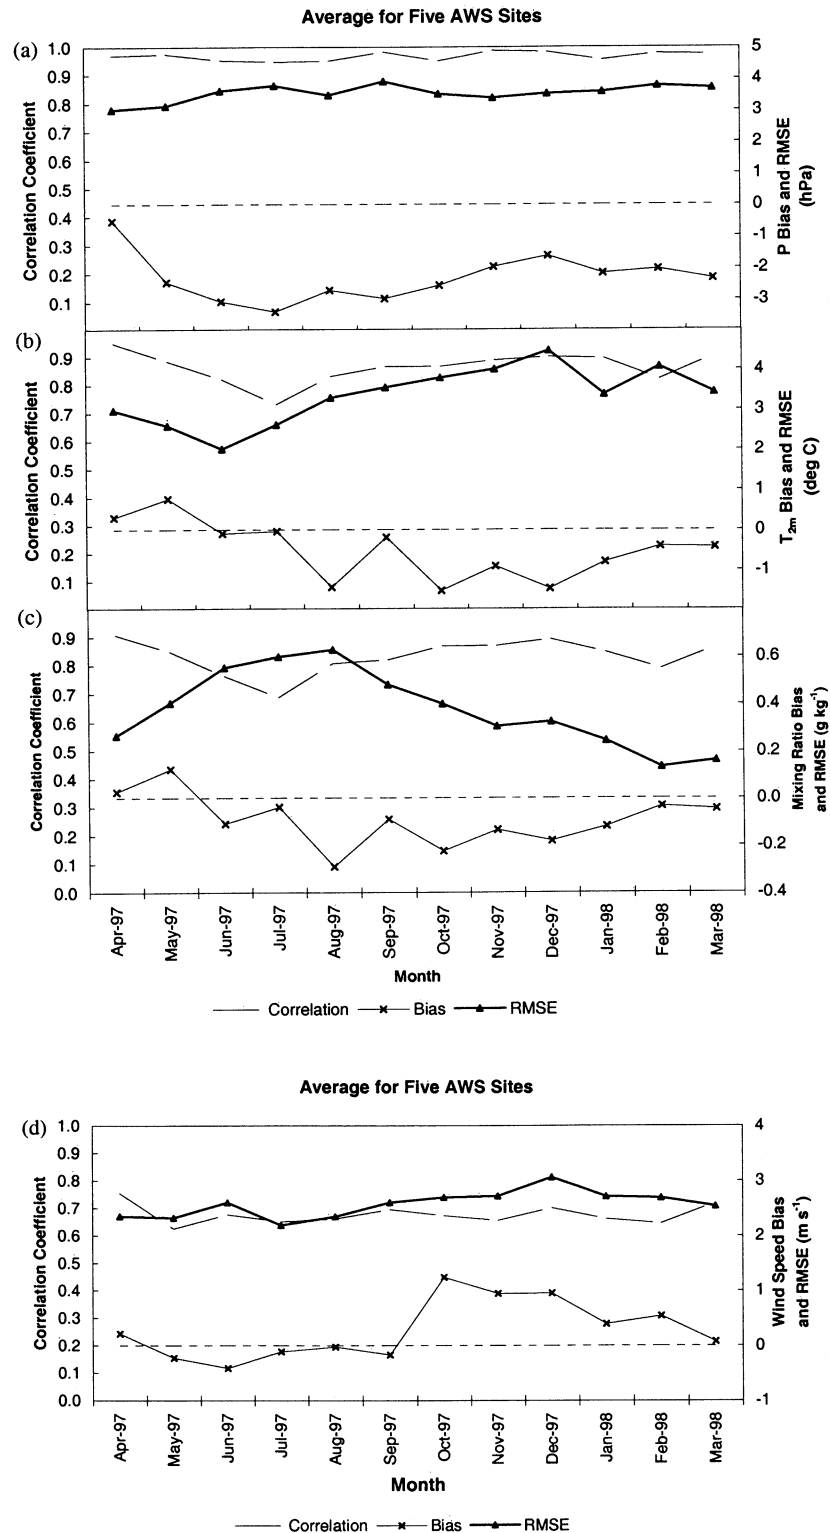 Average for Five AWS Sites
(a)
1.0
0.9
0.8
0.7
0.6
0.5
0.4
0.3
0.2
0.1
Correlation Coefficient
5
4
3
2
1
0
-1
-2
-3
P Bias and RMSE
(hPa)
(b)
0.9
0.8
0.7
0.6
0.5
0.4
0.3
0.2
0.1
Correlation Coefficient
4
3
2
1
0
-1
T2m Bias and RMSE
(deg C)
(c)
0.9
0.8
0.7
0.6
0.5
0.4
0.3
0.2
0.1
0.0
Correlation Coefficient
0.6
0.4
0.2
0.0
-0.2
-0.4
Mixing Ratio Bias
and RMSE (g kg-1)
Apr-97
May-97
Jun-97
Jul-97
Aug-97
Sep-97
Oct-97
Nov-97
Dec-97
Jan-98
Feb-98
Mar-98
Month
Correlation Bias RMSE
Average for Five AWS Sites
(d)
1.0
0.9
0.8
0.7
0.6
0.5
0.4
0.3
0.2
0.1
0.0
Correlation Coefficient
4
3
2
1
0
-1
Wind Speed Bias
and RMSE (m s-1)
Apr-97
May-97
Jun-97
Jul-97
Aug-97
Sep-97
Oct-97
Nov-97
Dec-97
Jan-98
Feb-98
Mar-98
Month
Correlation Bias RMSE